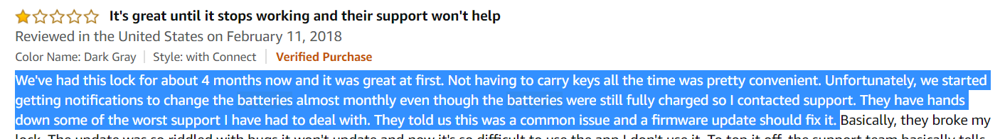 It's great until it stops working and their support won't help
Reviewed in the United States on February 11, 2018
Color Name: Dark Gray | Style: with Connect | Verified Purchase
We've had this lock for about 4 months now and it was great at first. Not having to carry keys all the time was pretty convenient. Unfortunately, we started
getting notifications to change the batteries almost monthly even though the batteries were still fully charged so I contacted support. They have hands
down some of the worst support I have had to deal with. They told us this was a common issue and a firmware update should fix it. Basically, they broke my
lock. The update was so riddled with bugs it won't update and now it's so difficult to use the app I don't use it. To top it off, the support team basically tells